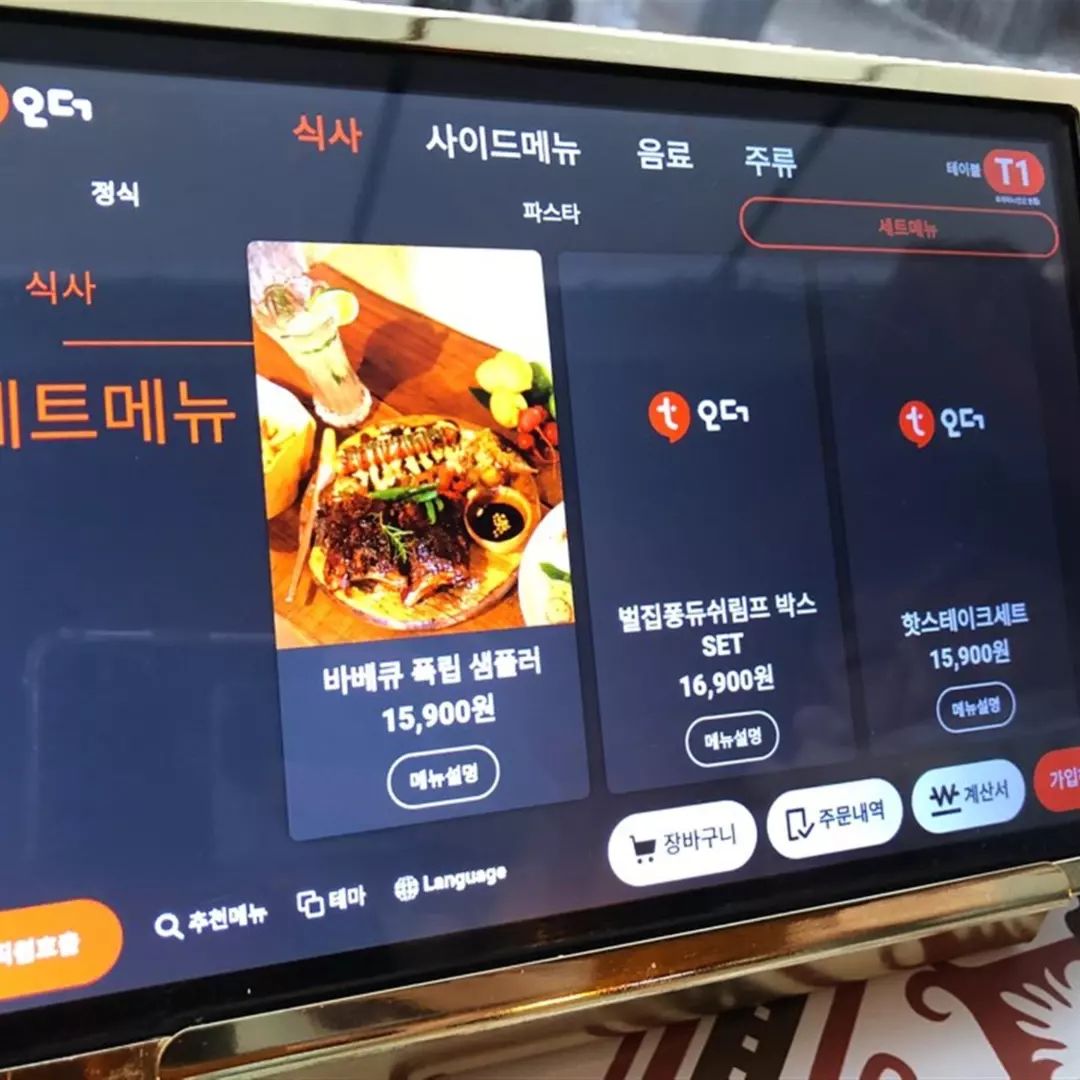 오더
식사
사이드메뉴
음료
주류
테이블
T1
정식
파스타
세트메뉴
식사
세트메뉴
t 오더
t 오더
바베큐 폭립 샘플러
15,900원
메뉴설명
벌집퐁듀쉬림프 박스
SET
16,900원
메뉴설명
핫스테이크세트
15,900원
메뉴설명
장바구니
주문내역
계산서
가입
직원호출
추천메뉴
테마
Language